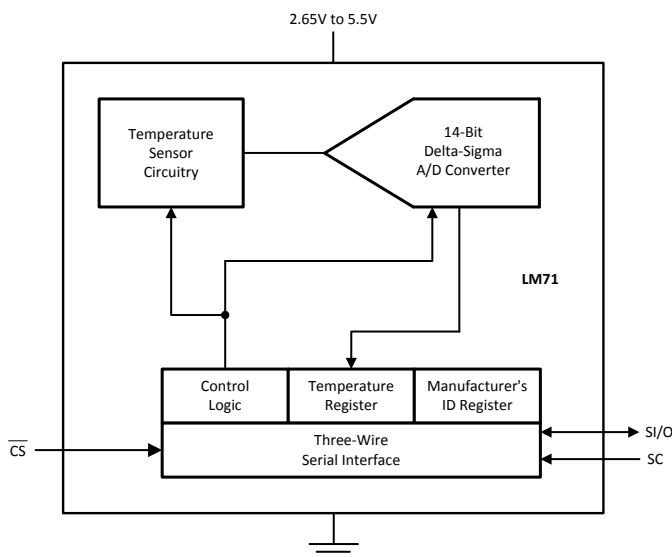 2.65V to 5.5V
Temperature
Sensor
Circuitry
14-Bit
Delta-Sigma
A/D Converter
LM71
Control
Logic
Temperature
Register
Manufacturer's
ID Register
Three-Wire
Serial Interface
CS
SI/O
SC